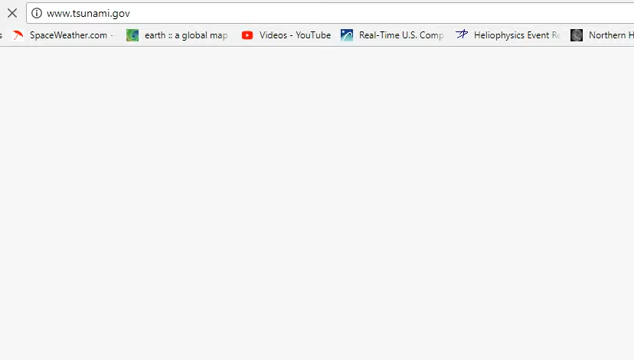 www.tsunami.gov
s SpaceWeather.com earth :: a global map Videos - YouTube Real-Time U.S. Comp Heliophysics Event R Northern H